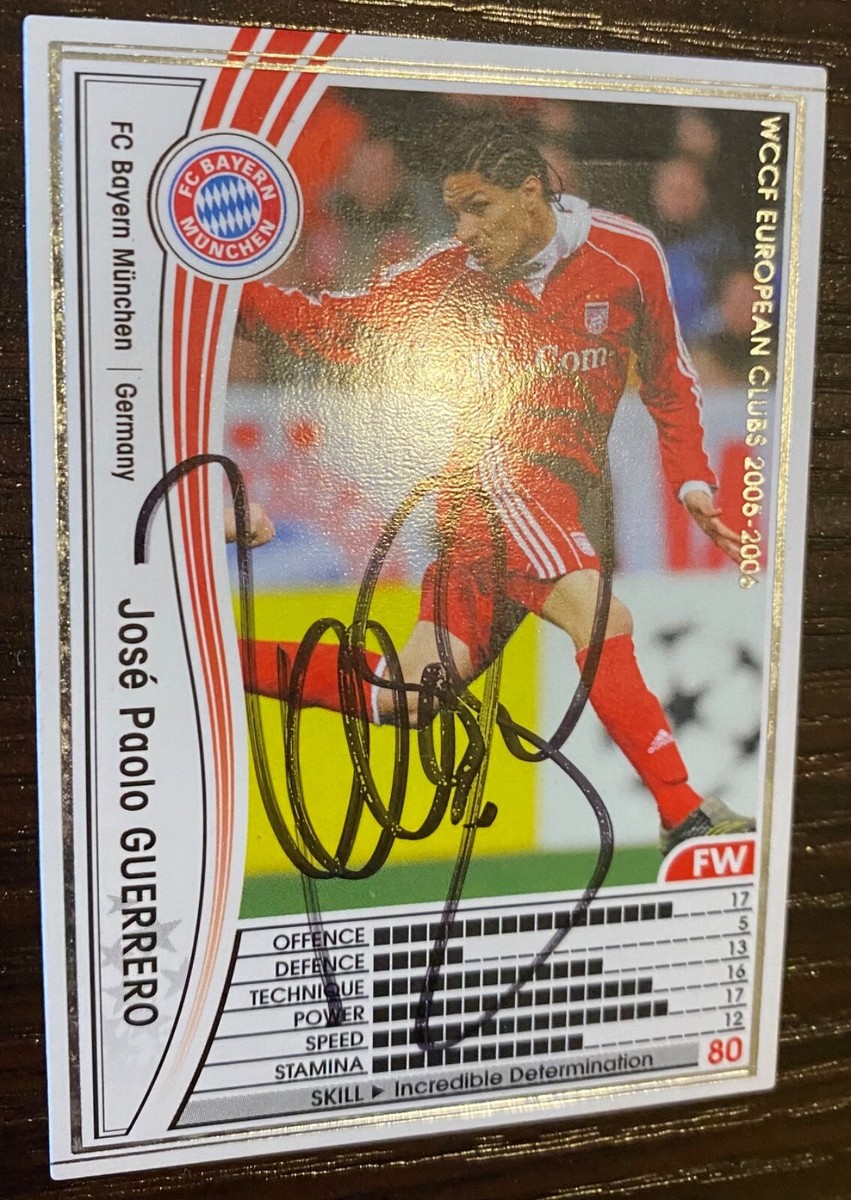 WCCF EUROPEAN CLUBS 2005-2006
FC BAYERN
MÜNCHEN
FC Bayern München | Germany
José Paolo GUERRERO
Com
FW
OFFENCE 17
DEFENCE 5
TECHNIQUE 13
POWER 16
SPEED 17
STAMINA 12
SKILL ▶ Incredible Determination 80